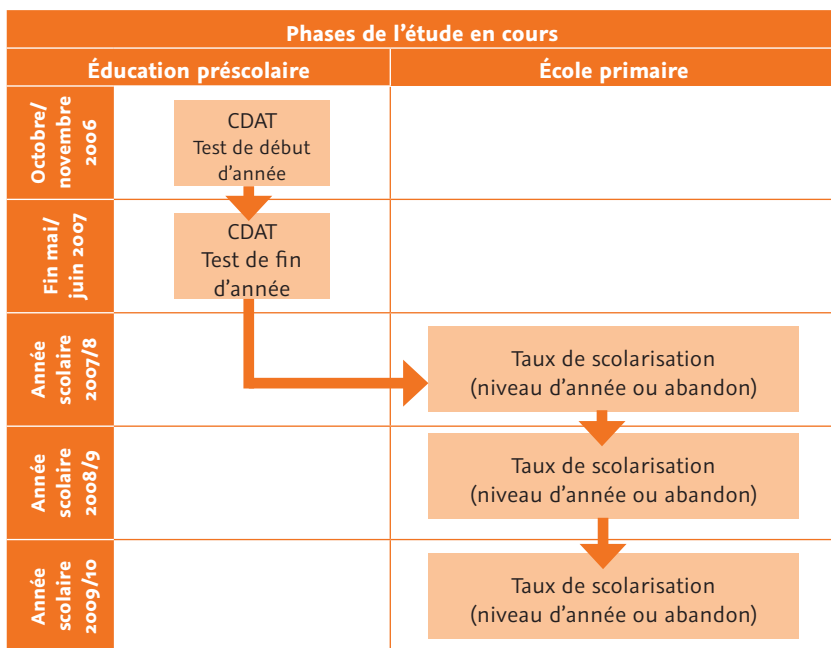 Phases de l'étude en cours
Éducation préscolaire
École primaire
Octobre/
novembre
2006
CDAT
Test de début
d'année
Fin mai/
juin 2007
CDAT
Test de fin
d'année
Année
scolaire
2007/8
Taux de scolarisation
(niveau d'année ou abandon)
Année
scolaire
2008/9
Taux de scolarisation
(niveau d'année ou abandon)
Année
scolaire
2009/10
Taux de scolarisation
(niveau d'année ou abandon)